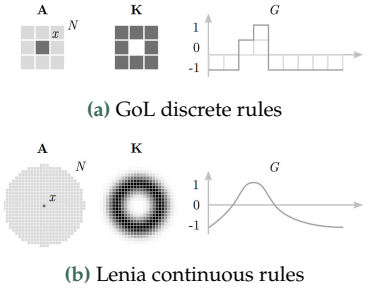 A N K G
x
1
0
-1
(a) GoL discrete rules
A N K G
x
1
0
-1
(b) Lenia continuous rules